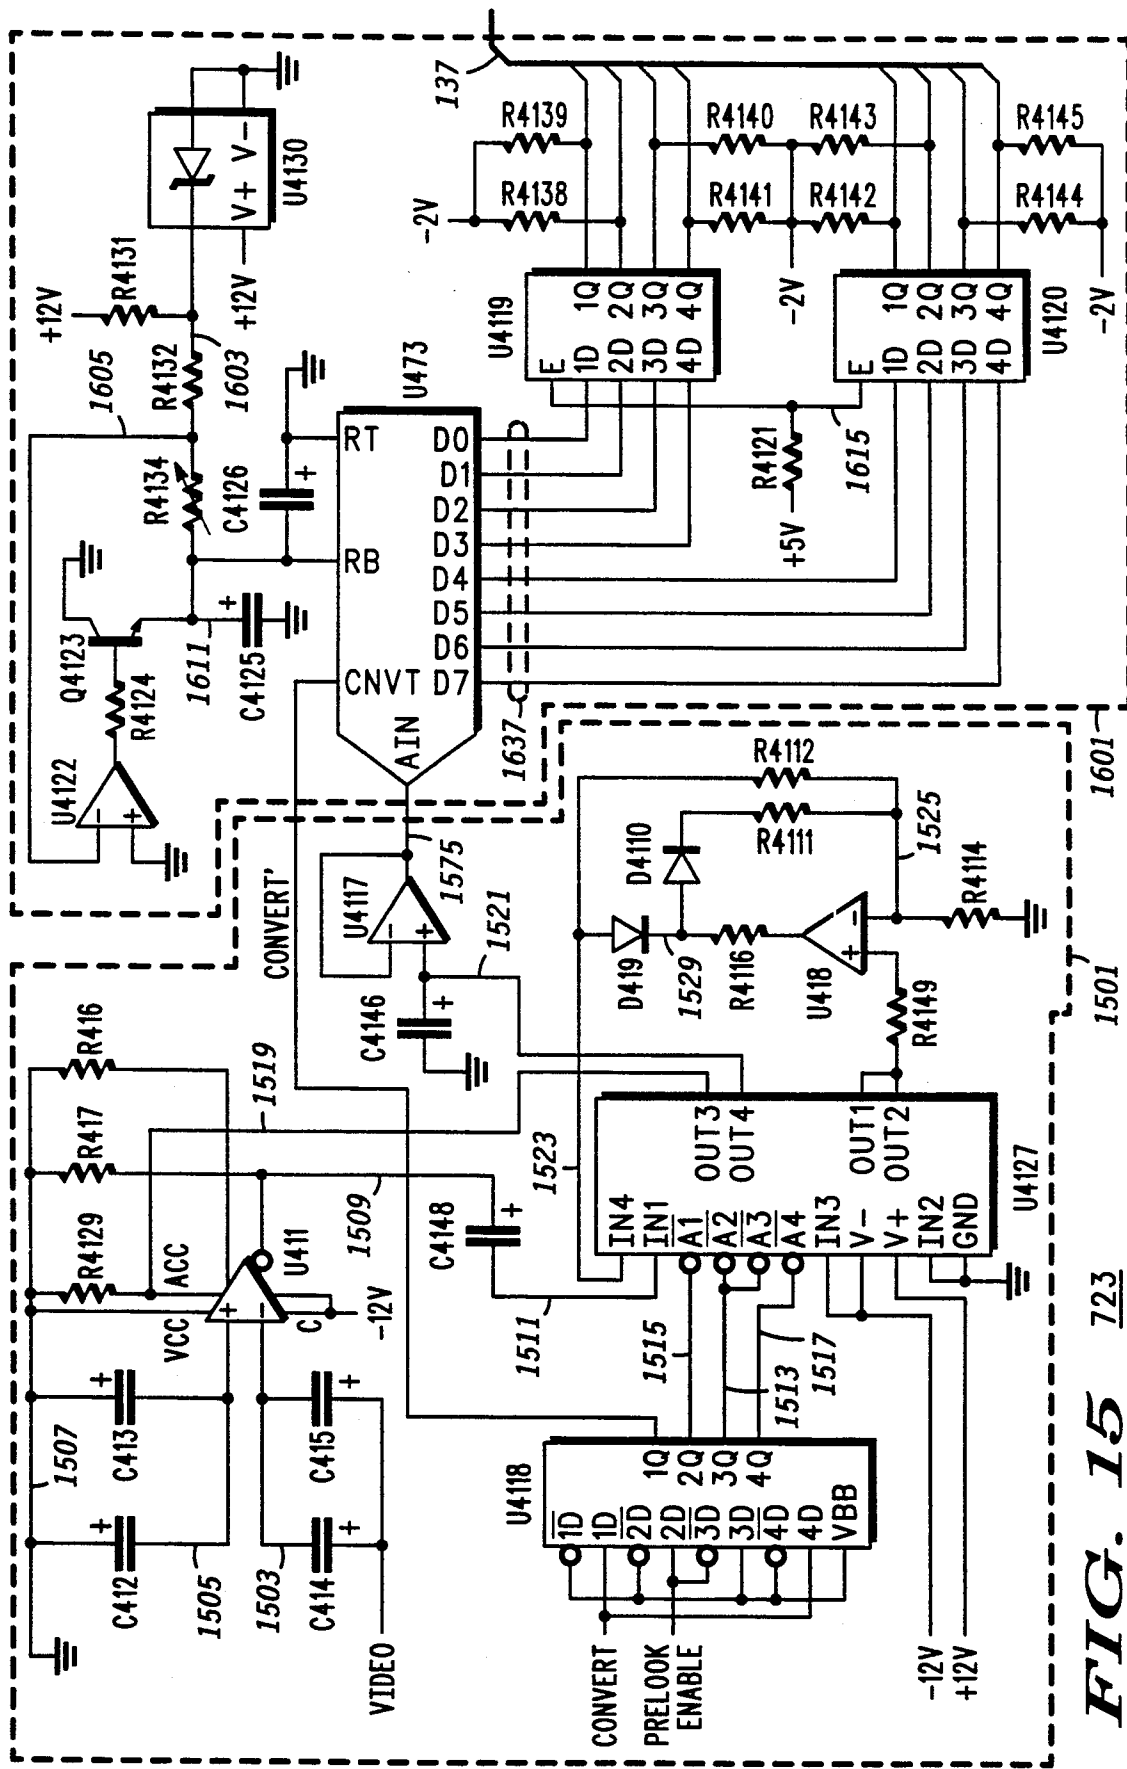 1507
C412
C413
1505
1503
C414
C415
VIDEO
R4129
R417
R416
VCC
ACC
+
-
C
U411
-12V
1519
1509
C4148
1511
CONVERT'
C4146
1521
U4117
1575
U4122
R4124
Q4123
1611
C4125
R4134
C4126
1605
R4132
1603
+12V
R4131
+12V
V+ V-
U4130
U473
RT
RB
CNVT
AIN
D0
D1
D2
D3
D4
D5
D6
D7
1637
U4119
E
1D 1Q
2D 2Q
3D 3Q
4D 4Q
-2V
R4138
R4139
137
R4141
R4140
-2V
R4142
R4143
R4144
R4145
-2V
+5V
R4121
1615
U4120
E
1D 1Q
2D 2Q
3D 3Q
4D 4Q
CONVERT
PRELOOK
ENABLE
-12V
+12V
U4118
1D
1D
2D
2D
3D
3D
4D
4D
VBB
1Q
2Q
3Q
4Q
1515
1513
1517
1523
IN4
IN1
A1
A2
A3
A4
IN3
V-
V+
IN2
GND
OUT3
OUT4
OUT1
OUT2
U4127
R4149
U418
R4116
1529
D419
D4110
R4111
R4112
1525
R4114
1501
1601
FIG. 15 723